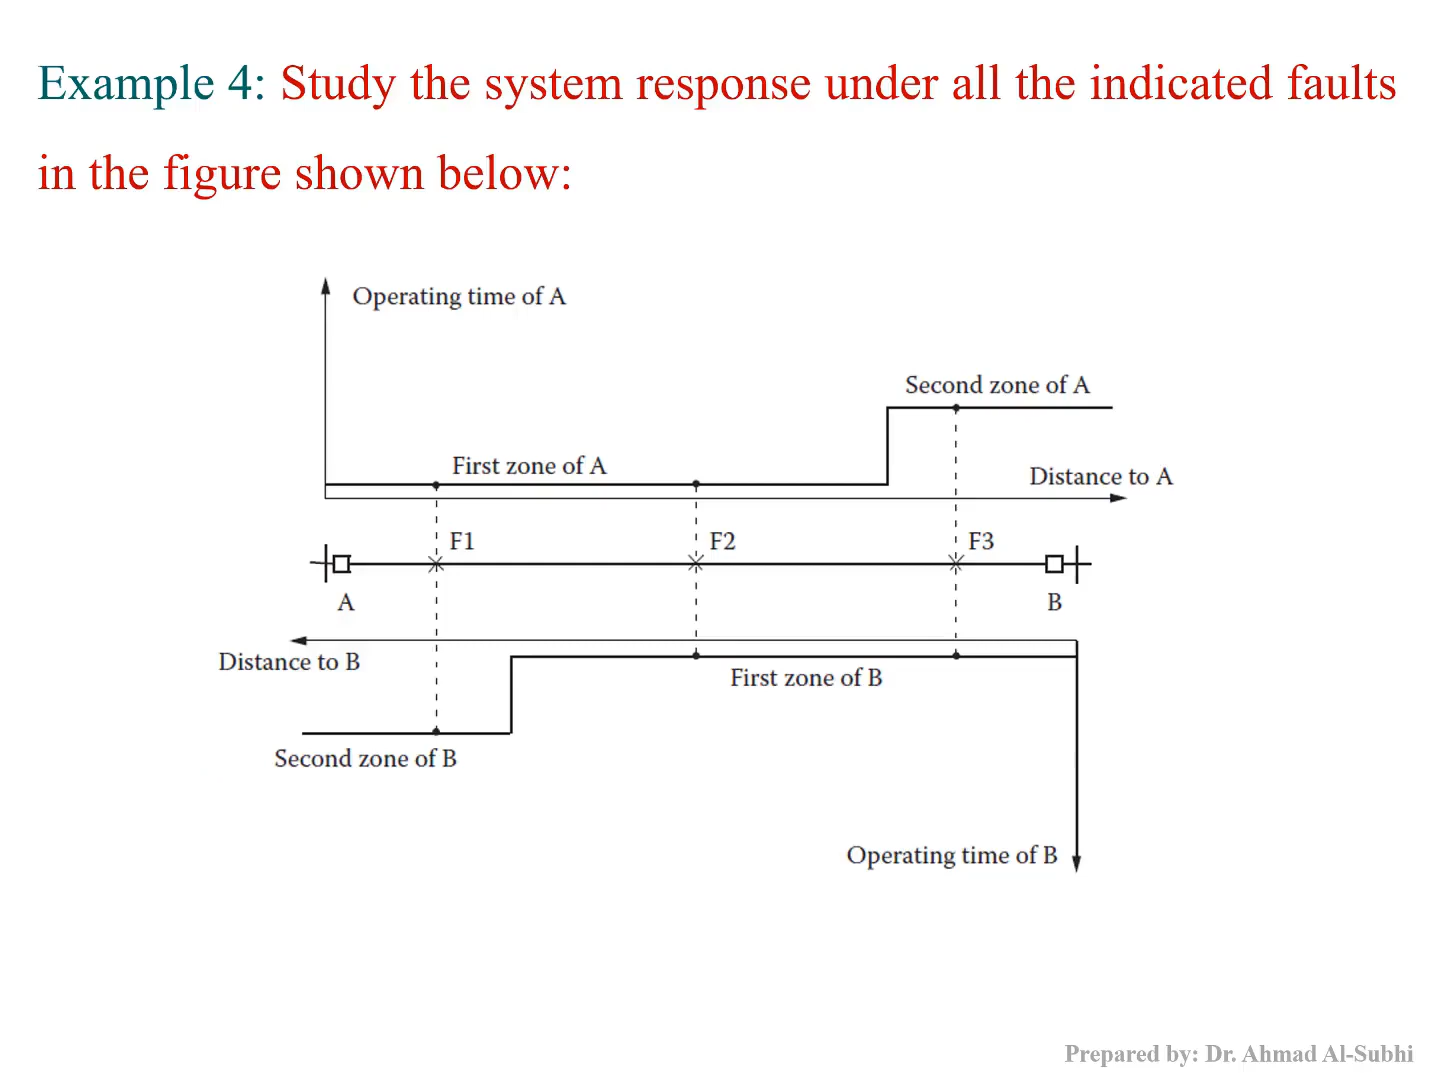 Example 4: Study the system response under all the indicated faults
in the figure shown below:
Operating time of A
Second zone of A
First zone of A
Distance to A
F1
F2
F3
A
B
Distance to B
First zone of B
Second zone of B
Operating time of B
Prepared by: Dr. Ahmad Al-Subhi